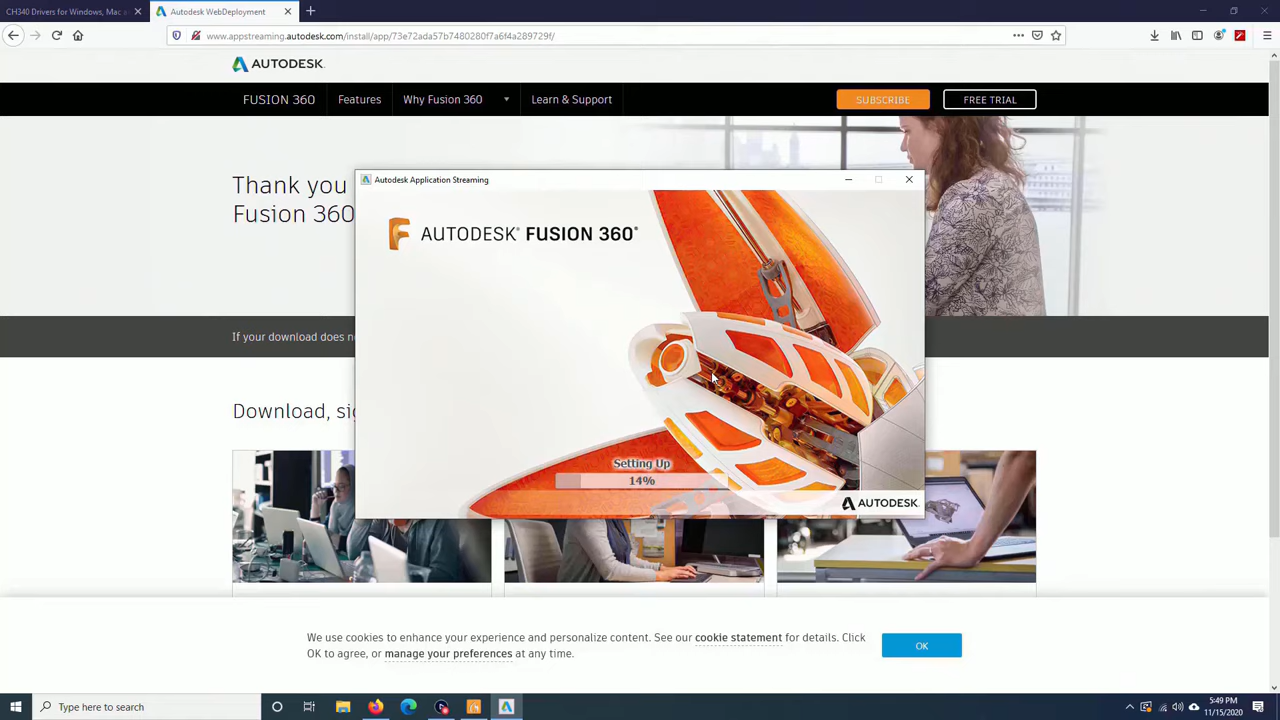 CH340 Drivers for Windows, Mac a
Autodesk WebDeployment
www.appstreaming.autodesk.com/install/app/73e72ada57b7480280f7a6f4a289729f/
AUTODESK.
FUSION 360
Features
Why Fusion 360
Learn & Support
SUBSCRIBE
FREE TRIAL
Thank you
Fusion 360
Autodesk Application Streaming
AUTODESK® FUSION 360®
If your download does n
Download, sig
Setting Up
14%
AUTODESK.
We use cookies to enhance your experience and personalize content. See our cookie statement for details. Click
OK to agree, or manage your preferences at any time.
OK
Type here to search
5:49 PM
11/15/2020